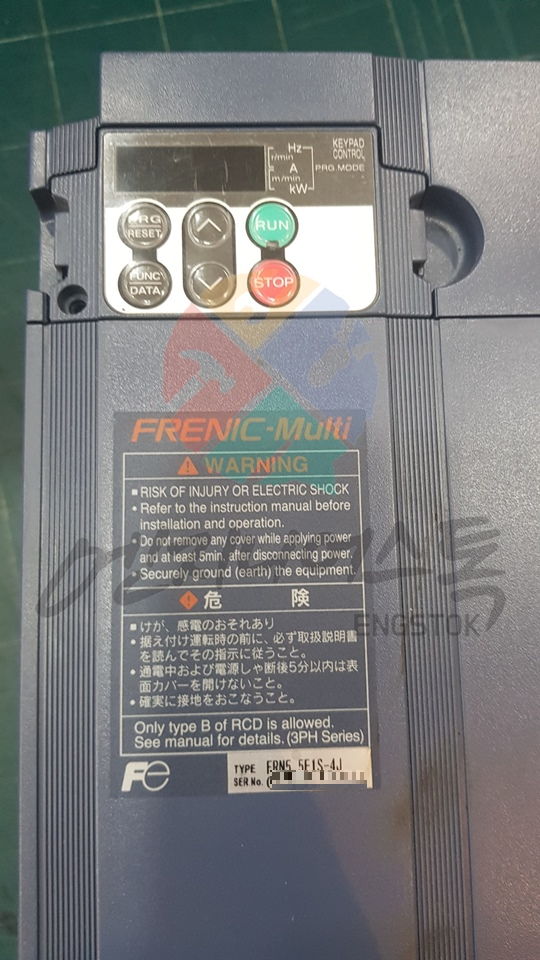 Hz
r/min
A
m/min
kW
KEYPAD
CONTROL
PRG.MODE
PRG
RESET
RUN
FUNC
DATA
STOP
FRENIC-Multi
WARNING
■ RISK OF INJURY OR ELECTRIC SHOCK
• Refer to the instruction manual before
installation and operation.
• Do not remove any cover while applying power
and at least 5min. after disconnecting power.
• Securely ground (earth) the equipment.
危 険
■ けが、感電のおそれあり
• 据え付け運転時の前に、必ず取扱説明書
を読んでその指示に従うこと。
• 通電中および電源しゃ断後5分以内は表
面カバーを開けないこと。
• 確実に接地をおこなうこと。
Only type B of RCD is allowed.
See manual for details. (3PH Series)
Fe
TYPE FRN5.5E1S-4J
SER No.
엔지니어스톡
ENGSTOK